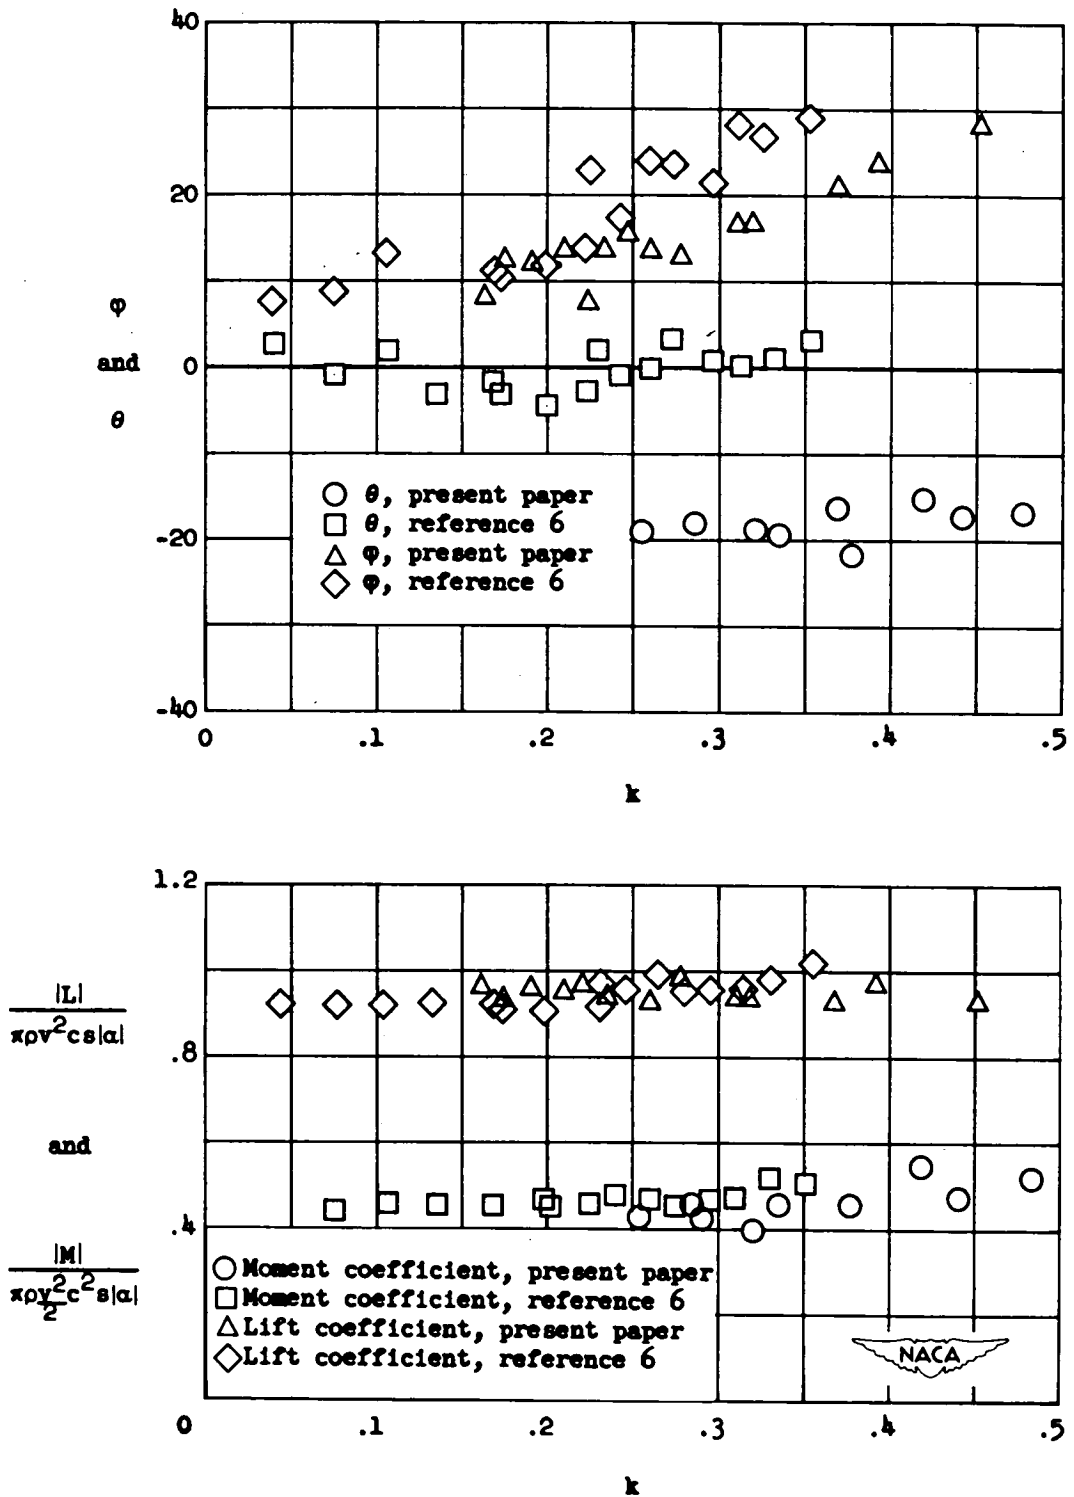 40
20
φ
and
0
θ
○ θ, present paper
□ θ, reference 6
△ φ, present paper
◇ φ, reference 6
-20
-40
0 .1 .2 .3 .4 .5
k
1.2
|L|
πρv²cs|α|
.8
and
.4
|M|
πρv²/2 c²s|α|
○ Moment coefficient, present paper
□ Moment coefficient, reference 6
△ Lift coefficient, present paper
◇ Lift coefficient, reference 6
NACA
0 .1 .2 .3 .4 .5
k